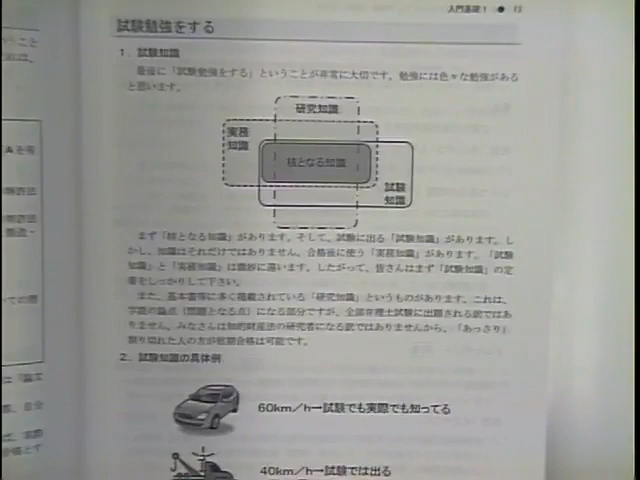 入門基礎1 ● 13
試験勉強をする
1. 試験知識
最後に「試験勉強をする」ということが非常に大切です。勉強には色々な勉強がある
と思います。
研究知識
実務
知識
核となる知識
試験
知識
まず「核となる知識」があります。そして、試験に出る「試験知識」があります。し
かし、知識はそれだけではありません。合格後に使う「実務知識」があります。「試験
知識」と「実務知識」は微妙に違います。したがって、皆さんはまず「試験知識」の定
着をしっかりして下さい。
また、基本書等に多く掲載されている「研究知識」というものがあります。これは、
学説の論点（問題となる点）になる部分ですが、全部弁理士試験に出題される訳ではあ
りません。みなさんは知的財産法の研究者になる訳ではありませんから、「あっさり」
割り切れた人の方が短期合格は可能です。
2. 試験知識の具体例
60km／h→試験でも実際でも知ってる
40km／h→試験では出る